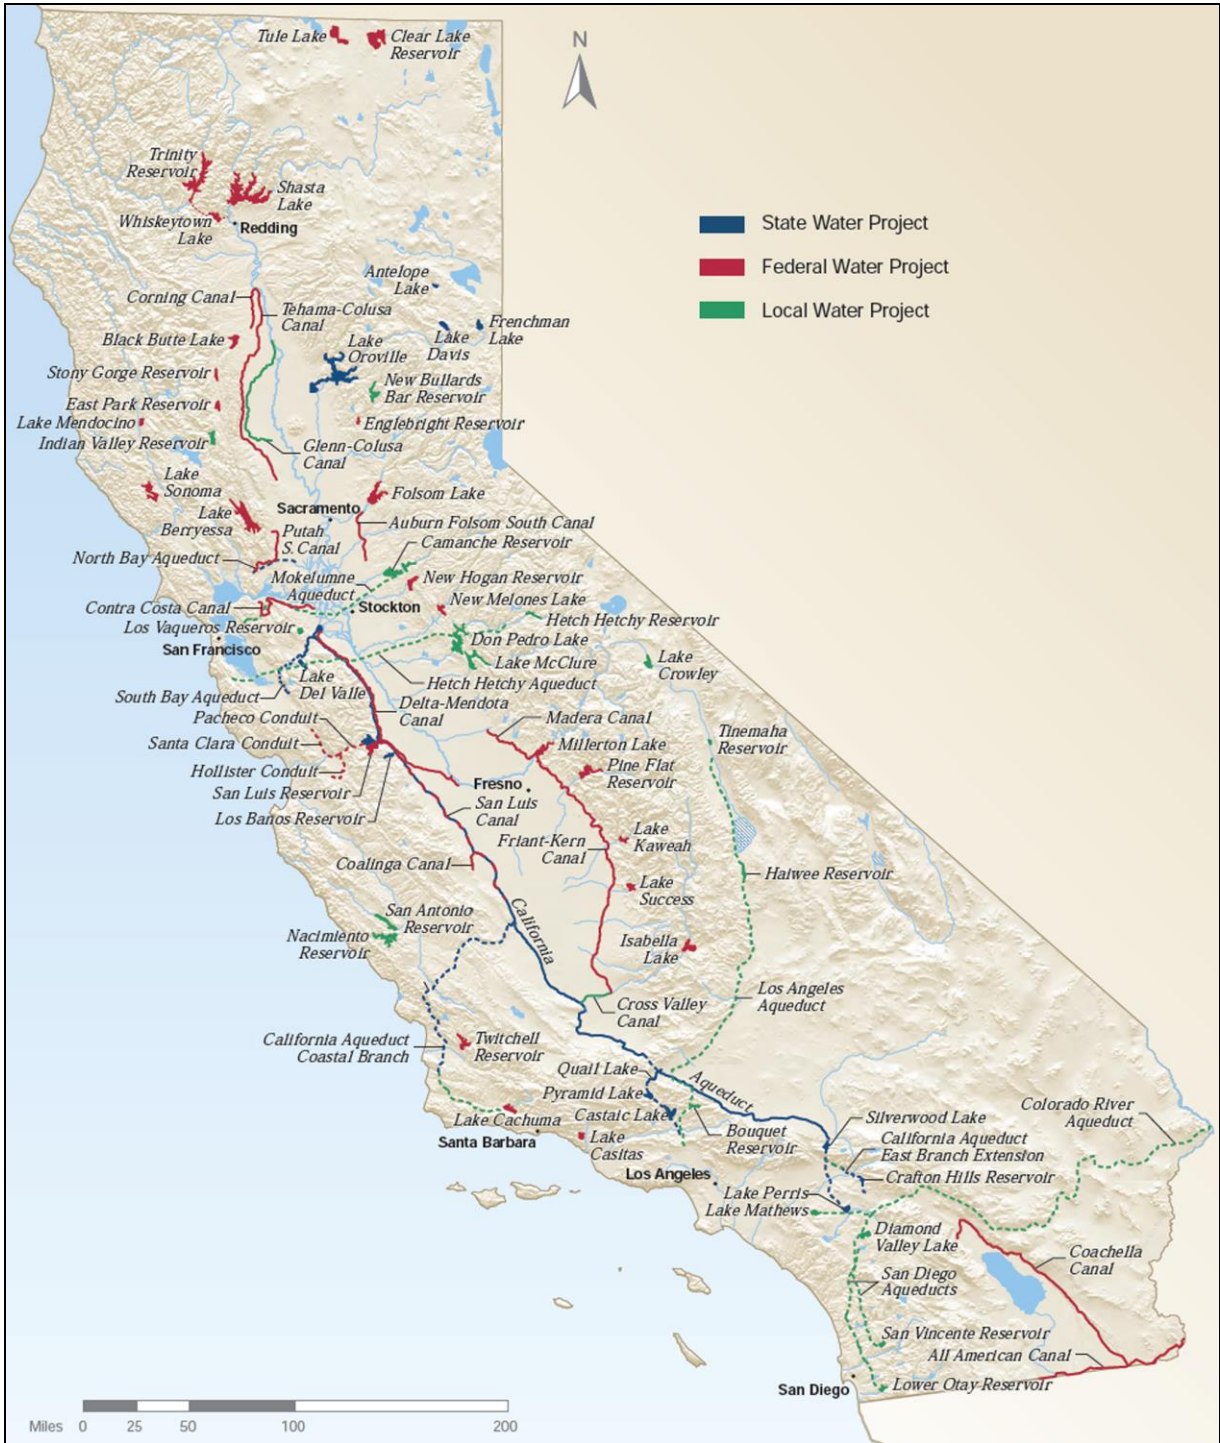 Tule Lake
Clear Lake
Reservoir
N
Trinity
Reservoir
Shasta
Lake
Whiskeytown
Lake
Redding
State Water Project
Federal Water Project
Local Water Project
Antelope
Lake
Corning Canal
Tehama-Colusa
Canal
Frenchman
Lake
Lake
Davis
Black Butte Lake
Lake
Oroville
Stony Gorge Reservoir
New Bullards
Bar Reservoir
East Park Reservoir
Lake Mendocino
Englebright Reservoir
Indian Valley Reservoir
Glenn-Colusa
Canal
Lake
Sonoma
Folsom Lake
Lake
Berryessa
Sacramento
Auburn Folsom South Canal
Putah
S. Canal
Camanche Reservoir
North Bay Aqueduct
Mokelumne
Aqueduct
New Hogan Reservoir
Contra Costa Canal
Stockton
New Melones Lake
Hetch Hetchy Reservoir
Los Vaqueros Reservoir
San Francisco
Don Pedro Lake
Lake McClure
Lake
Crowley
Lake
Del Valle
Hetch Hetchy Aqueduct
South Bay Aqueduct
Delta-Mendota
Canal
Pacheco Conduit
Madera Canal
Santa Clara Conduit
Millerton Lake
Tinemaha
Reservoir
Hollister Conduit
Pine Flat
Reservoir
San Luis Reservoir
Fresno
Los Banos Reservoir
San Luis
Canal
Friant-Kern
Canal
Lake
Kaweah
Coalinga Canal
Haiwee Reservoir
Lake
Success
San Antonio
Reservoir
California
Nacimiento
Reservoir
Isabella
Lake
Los Angeles
Aqueduct
Cross Valley
Canal
California Aqueduct
Coastal Branch
Twitchell
Reservoir
Quail Lake
Aqueduct
Pyramid Lake
Lake Cachuma
Castaic Lake
Silverwood Lake
Colorado River
Aqueduct
Santa Barbara
Lake
Casitas
Bouquet
Reservoir
California Aqueduct
East Branch Extension
Los Angeles
Crafton Hills Reservoir
Lake Perris
Lake Mathews
Diamond
Valley Lake
Coachella
Canal
San Diego
Aqueducts
San Vincente Reservoir
All American Canal
San Diego
Lower Otay Reservoir
Miles 0 25 50 100 200